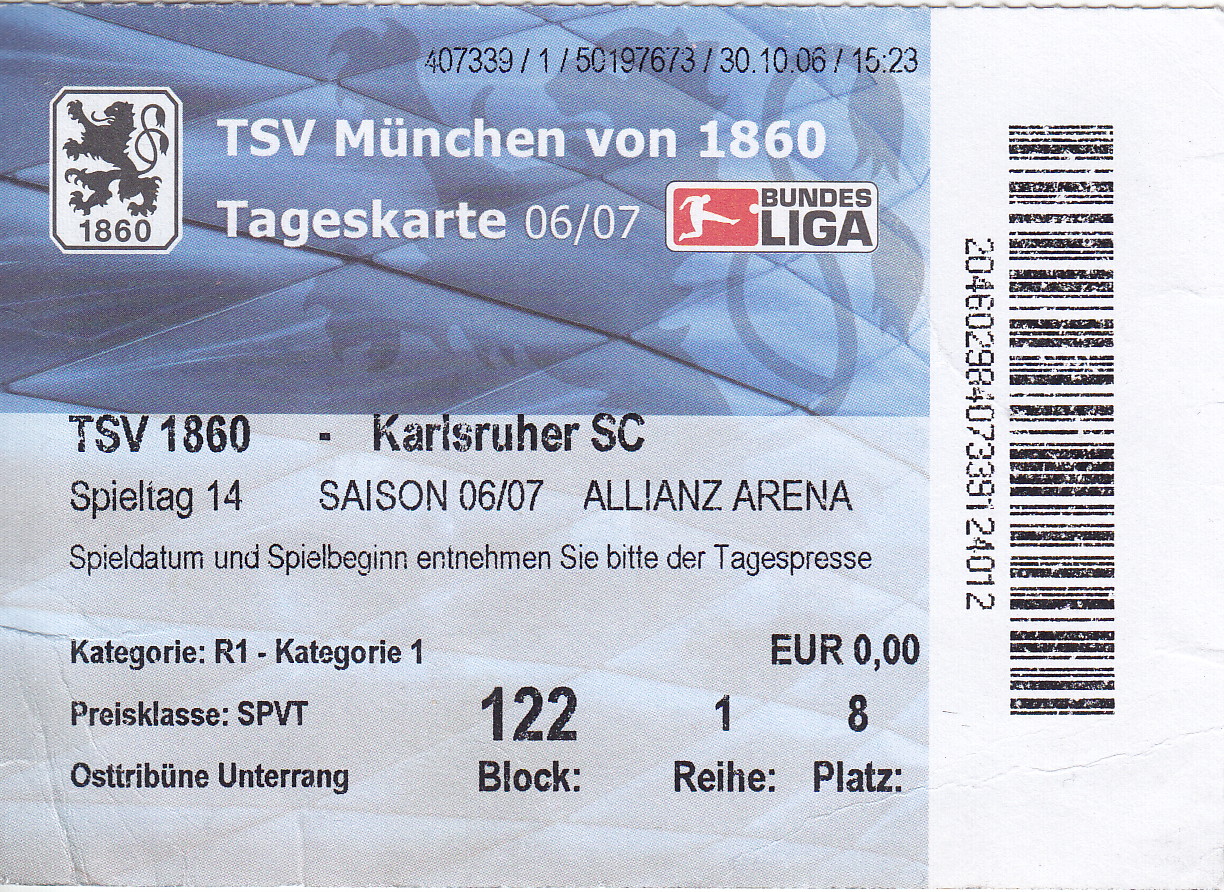 407339 / 1 / 50197673 / 30.10.06 / 15:23
TSV München von 1860
Tageskarte 06/07
BUNDES
LIGA
1860
TSV 1860 - Karlsruher SC
Spieltag 14 SAISON 06/07 ALLIANZ ARENA
Spieldatum und Spielbeginn entnehmen Sie bitte der Tagespresse
Kategorie: R1 - Kategorie 1 EUR 0,00
Preisklasse: SPVT 122 1 8
Osttribüne Unterrang Block: Reihe: Platz:
20460298407339124012